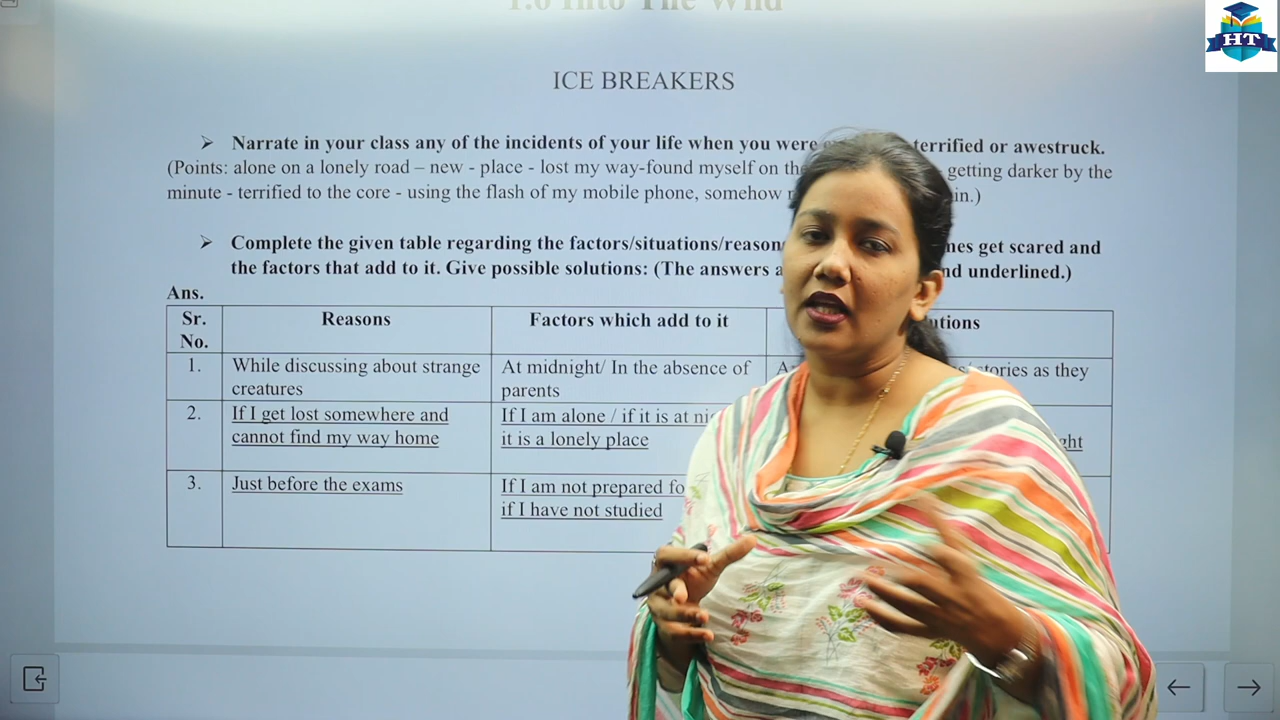 1.6 Into The Wild
HT
ICE BREAKERS
➢ Narrate in your class any of the incidents of your life when you were terrified or awestruck.
(Points: alone on a lonely road – new - place - lost my way-found myself on the getting darker by the
minute - terrified to the core - using the flash of my mobile phone, somehow in.)
➢ Complete the given table regarding the factors/situations/reason get scared and
the factors that add to it. Give possible solutions: (The answers underlined.)
Ans.
Sr. No. Reasons Factors which add to it
1. While discussing about strange At midnight/ In the absence of stories as they
creatures parents
2. If I get lost somewhere and If I am alone / if it is at
cannot find my way home it is a lonely place
3. Just before the exams If I am not prepared
if I have not studied